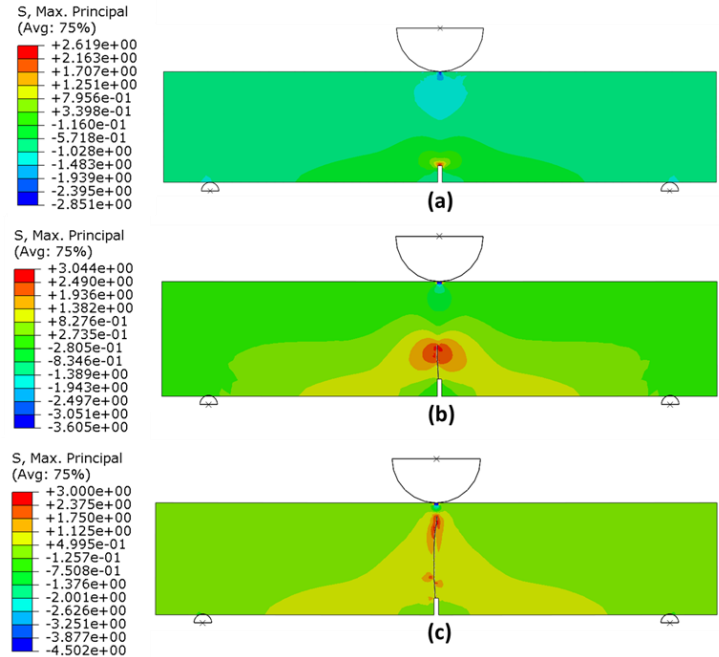 S, Max. Principal
(Avg: 75%)
+2.619e+00
+2.163e+00
+1.707e+00
+1.251e+00
+7.956e-01
+3.398e-01
-1.160e-01
-5.718e-01
-1.028e+00
-1.483e+00
-1.939e+00
-2.395e+00
-2.851e+00
(a)
S, Max. Principal
(Avg: 75%)
+3.044e+00
+2.490e+00
+1.936e+00
+1.382e+00
+8.276e-01
+2.735e-01
-2.805e-01
-8.346e-01
-1.389e+00
-1.943e+00
-2.497e+00
-3.051e+00
-3.605e+00
(b)
S, Max. Principal
(Avg: 75%)
+3.000e+00
+2.375e+00
+1.750e+00
+1.125e+00
+4.995e-01
-1.257e-01
-7.508e-01
-1.376e+00
-2.001e+00
-2.626e+00
-3.251e+00
-3.877e+00
-4.502e+00
(c)